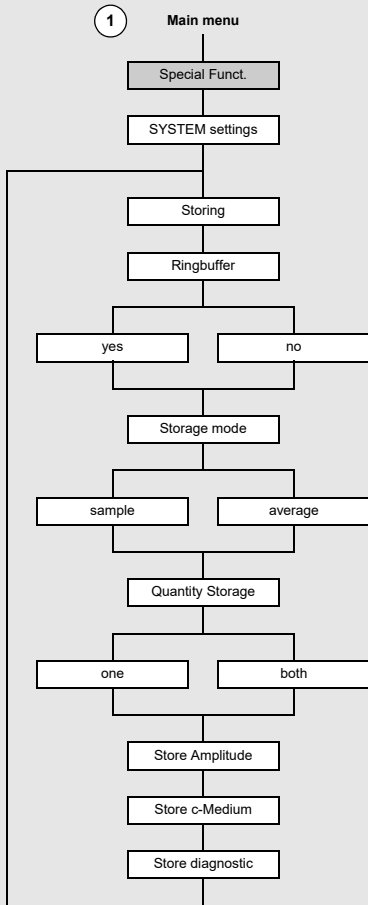 1 Main menu
Special Funct.
SYSTEM settings
Storing
Ringbuffer
yes no
Storage mode
sample average
Quantity Storage
one both
Store Amplitude
Store c-Medium
Store diagnostic